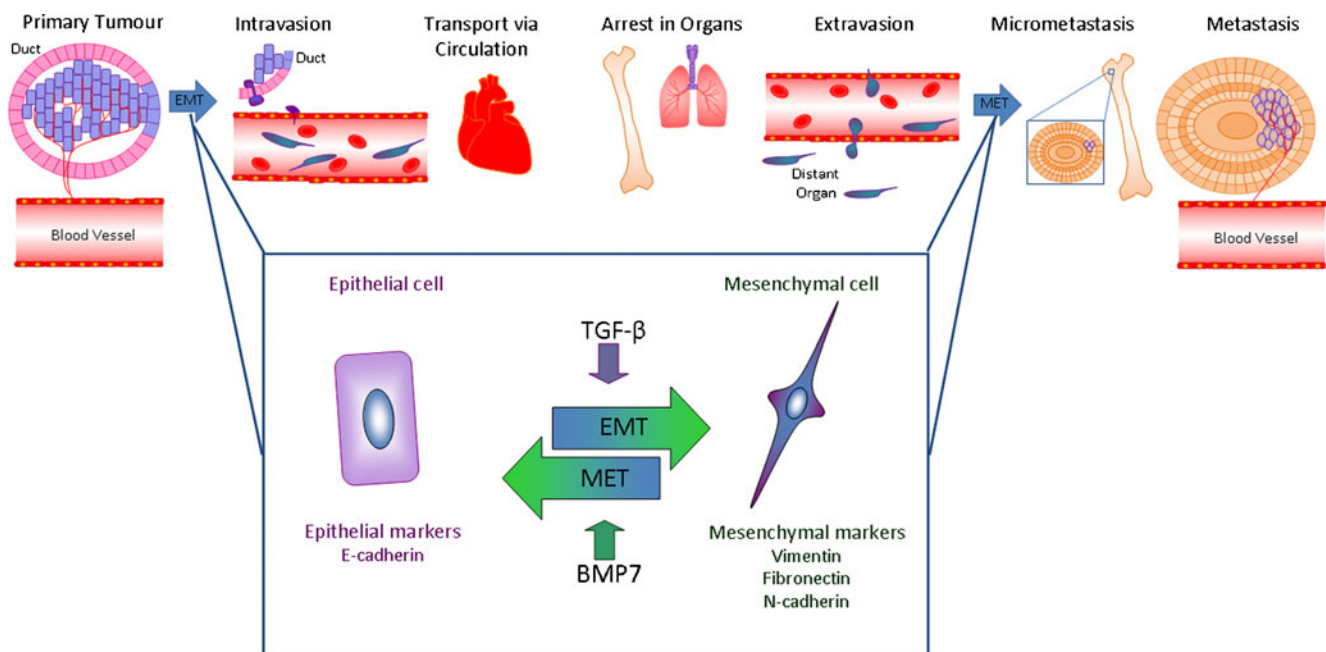 Primary Tumour
Duct
Blood Vessel
EMT
Intravasion
Duct
Transport via
Circulation
Arrest in Organs
Extravasion
Distant
Organ
MET
Micrometastasis
Metastasis
Blood Vessel
Epithelial cell
Mesenchymal cell
TGF-β
EMT
MET
BMP7
Epithelial markers
E-cadherin
Mesenchymal markers
Vimentin
Fibronectin
N-cadherin